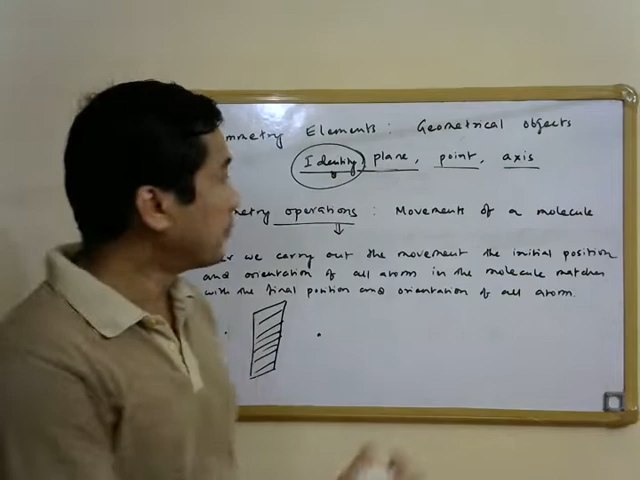 mmetry Elements : Geometrical objects
Identity, plane, point, axis
metry operations : Movements of a molecule
er we carry out the movement the initial position
and orientation of all atoms in the molecule matches
with the final position and orientation of all atoms.